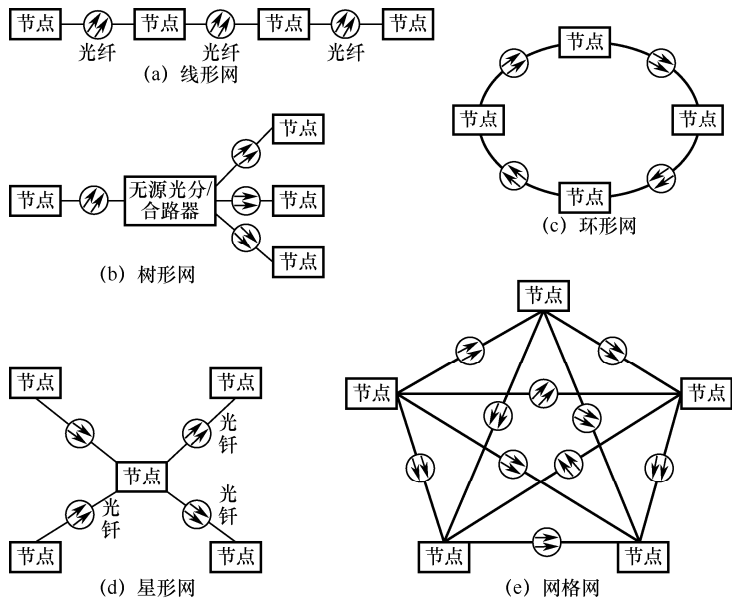 节点 节点 节点 节点
光纤 光纤 光纤
(a) 线形网
节点
无源光分/
合路器
节点
节点
节点
(b) 树形网
节点
节点
节点
节点
(c) 环形网
节点
节点
光
钎
节点
光
钎
光
钎
节点
节点
(d) 星形网
节点
节点
节点
节点
节点
(e) 网格网